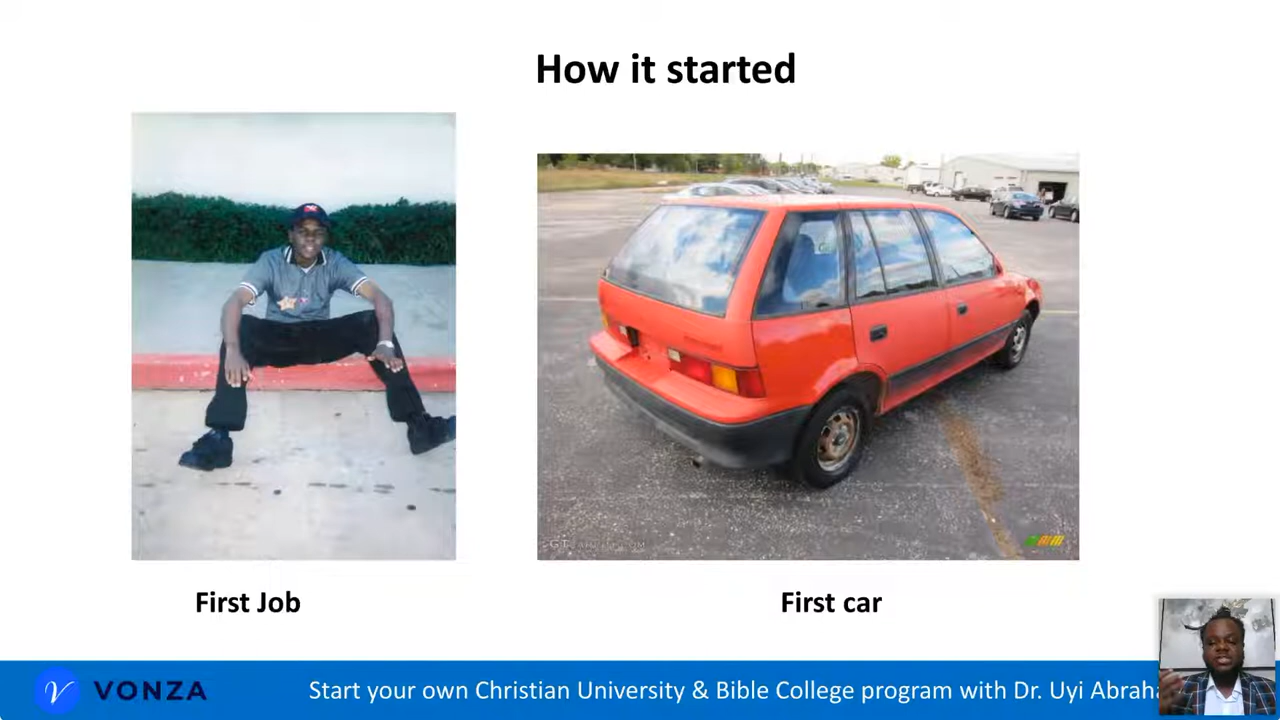 How it started
First Job
First car
VONZA
Start your own Christian University & Bible College program with Dr. Uyi Abraha